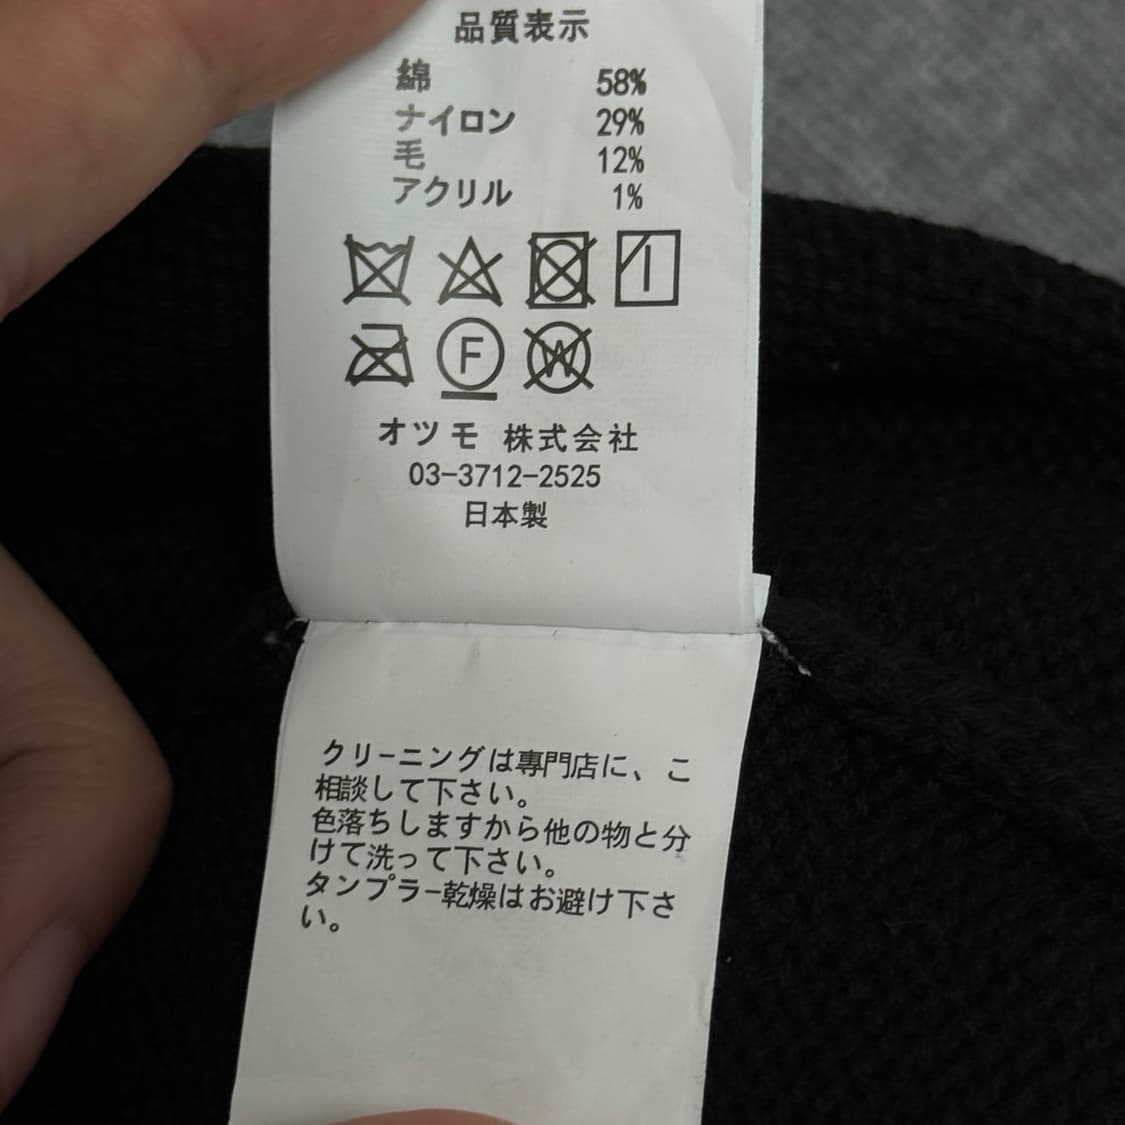 品質表示
綿 58%
ナイロン 29%
毛 12%
アクリル 1%
F W
オツモ 株式会社
03-3712-2525
日本製
クリーニングは専門店に、こ
相談して下さい。
色落ちしますから他の物と分
けて洗って下さい。
タンプラー乾燥はお避け下さ
い。